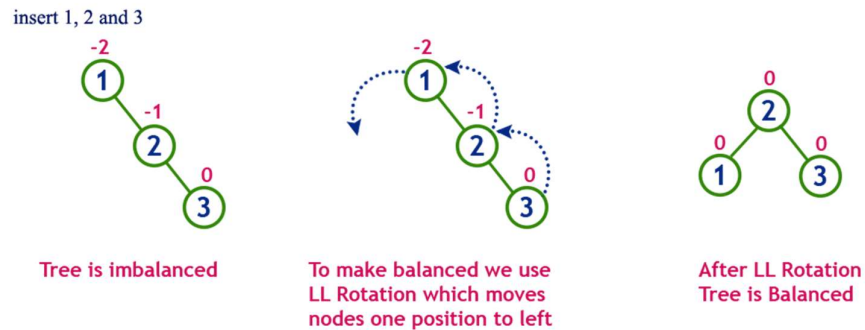 insert 1, 2 and 3
-2
1
-1
2
0
3
Tree is imbalanced
-2
1
-1
2
0
3
To make balanced we use
LL Rotation which moves
nodes one position to left
0
2
0
1
0
3
After LL Rotation
Tree is Balanced